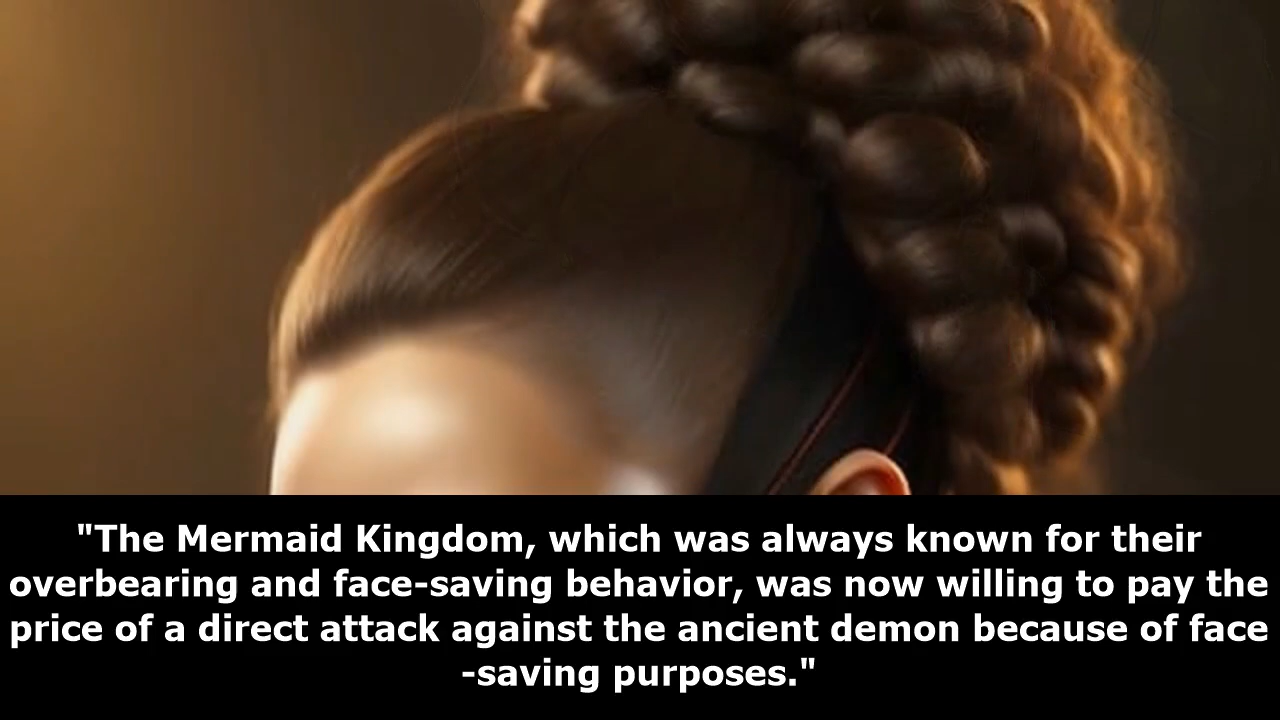 "The Mermaid Kingdom, which was always known for their
overbearing and face-saving behavior, was now willing to pay the
price of a direct attack against the ancient demon because of face
-saving purposes."